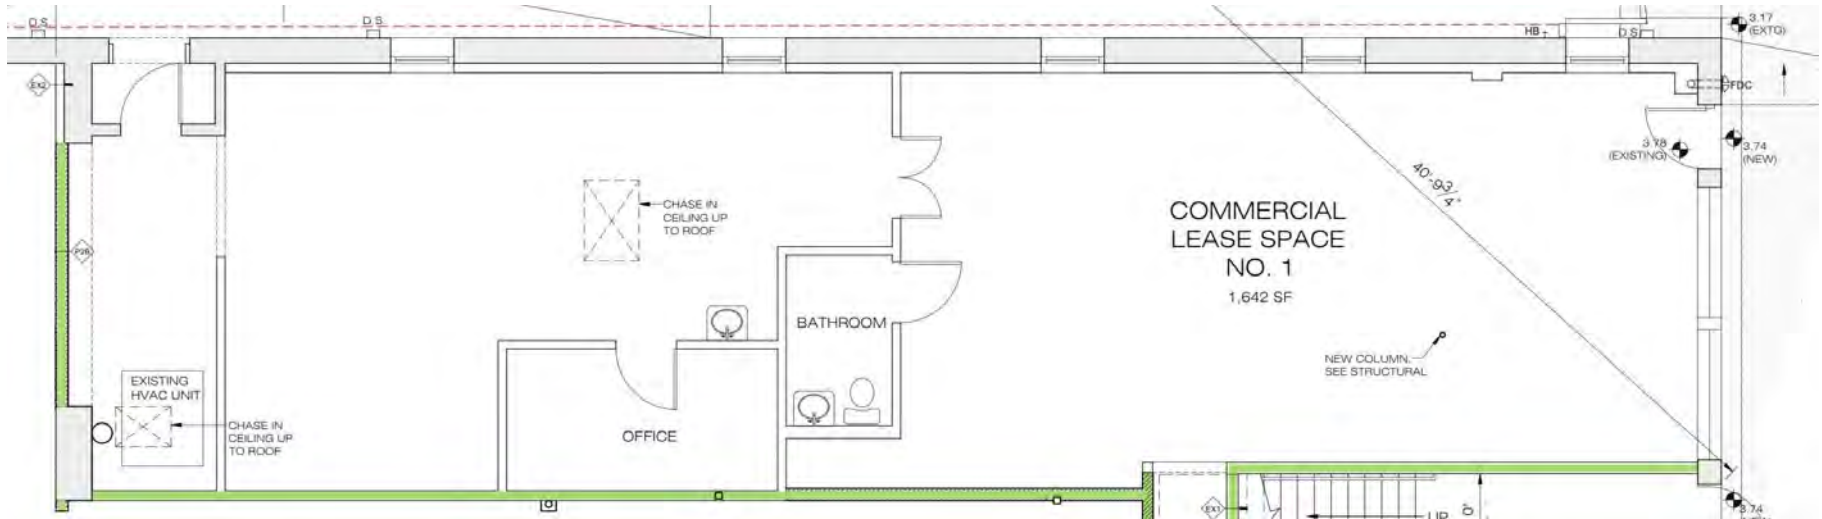 D.S.
D.S.
HB
D.S.
3.17
(EXTG)
EX2
FDC
3.78
(EXISTING)
3.74
(NEW)
40'-9 3/4"
CHASE IN
CEILING UP
TO ROOF
COMMERCIAL
LEASE SPACE
NO. 1
1,642 SF
BATHROOM
NEW COLUMN.
SEE STRUCTURAL
EXISTING
HVAC UNIT
CHASE IN
CEILING UP
TO ROOF
OFFICE
EX1
UP
3.74